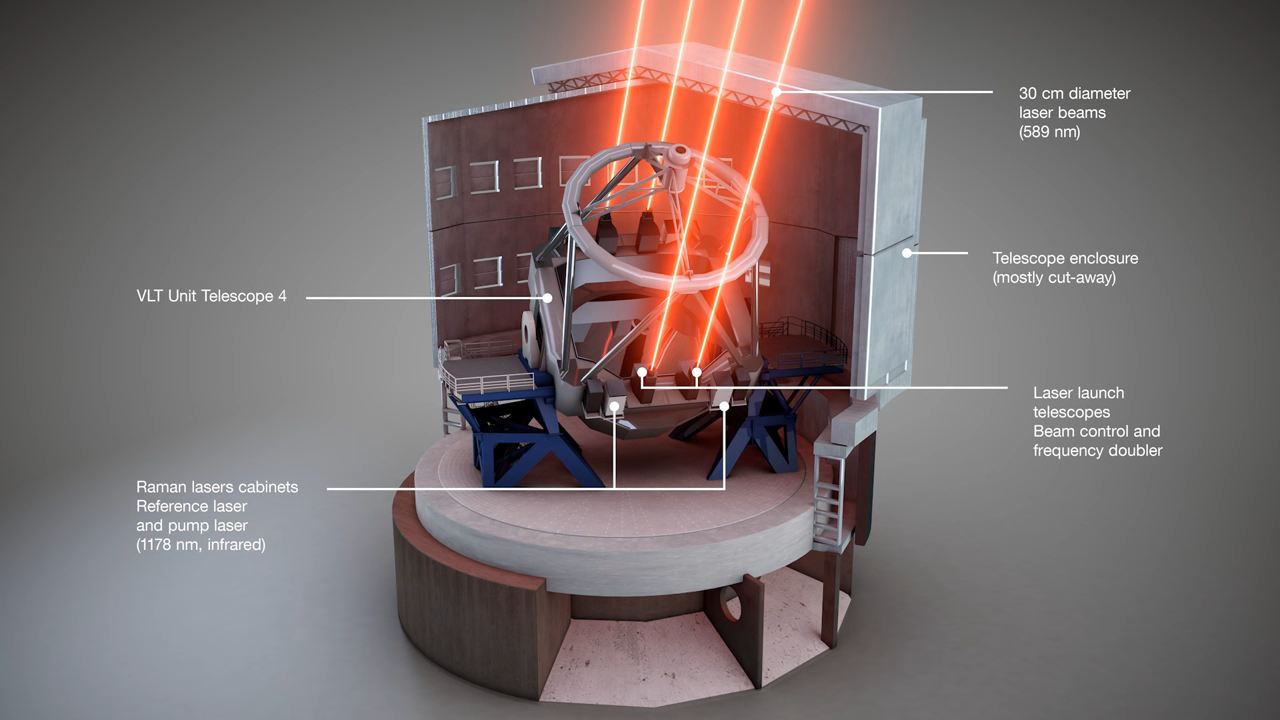 30 cm diameter
laser beams
(589 nm)
Telescope enclosure
(mostly cut-away)
VLT Unit Telescope 4
Laser launch
telescopes
Beam control and
frequency doubler
Raman lasers cabinets
Reference laser
and pump laser
(1178 nm, infrared)